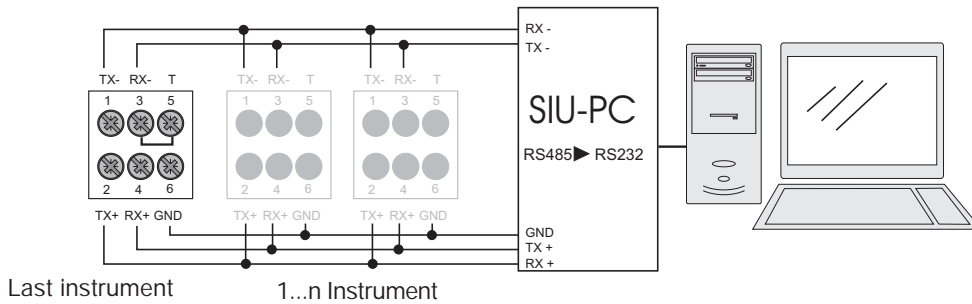 RX -
TX -
TX- RX- T
TX- RX- T
TX- RX- T
1 3 5
1 3 5
1 3 5
SIU-PC
RS485▶ RS232
2 4 6
2 4 6
2 4 6
TX+ RX+ GND
TX+ RX+ GND
TX+ RX+ GND
GND
TX +
RX +
Last instrument
1...n Instrument